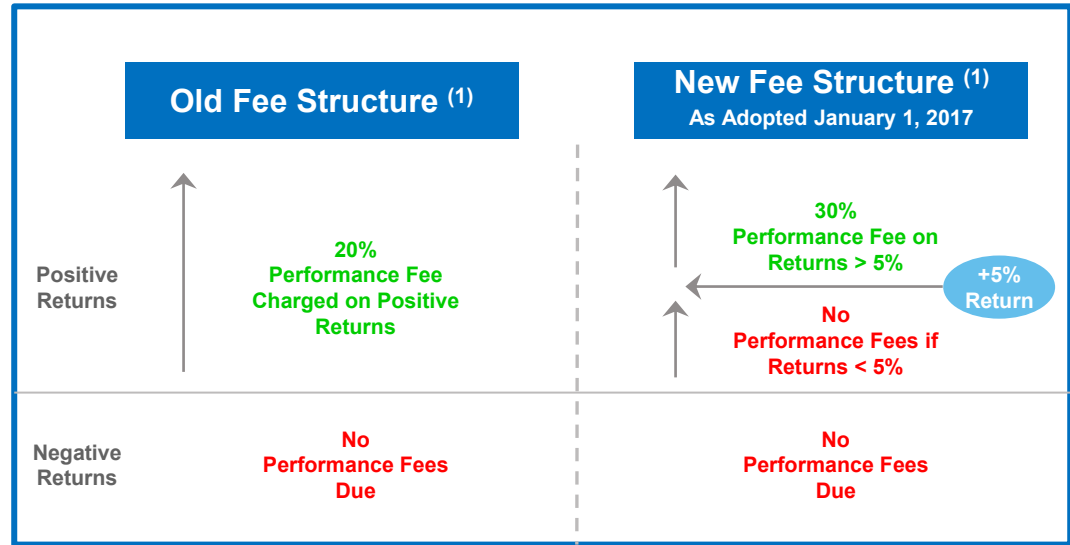 Old Fee Structure (1)
New Fee Structure (1)
As Adopted January 1, 2017
Positive
Returns
20%
Performance Fee
Charged on Positive
Returns
30%
Performance Fee on
Returns > 5%
+5%
Return
No
Performance Fees if
Returns < 5%
Negative
Returns
No
Performance Fees
Due
No
Performance Fees
Due